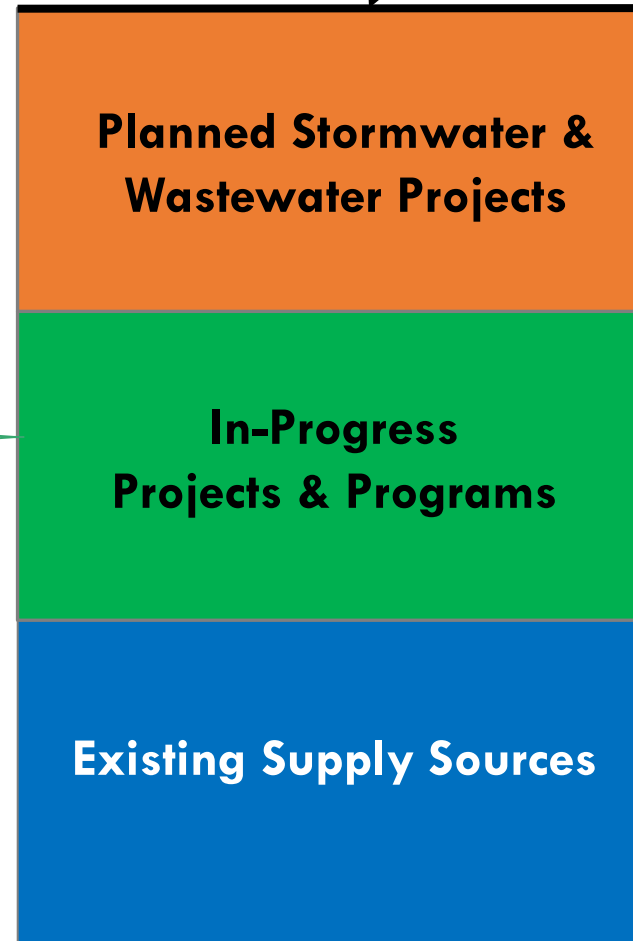 Planned Stormwater &
Wastewater Projects
In-Progress
Projects & Programs
Existing Supply Sources